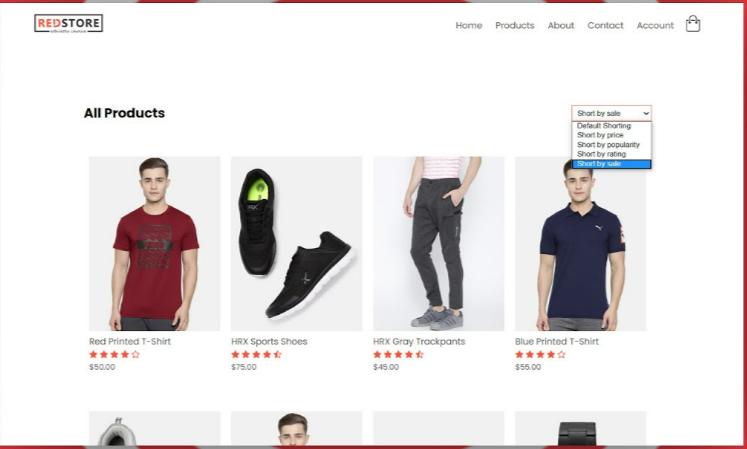 REDSTORE
Home Products About Contact Account
All Products
Short by sale
Default Shorting
Short by price
Short by popularity
Short by rating
Short by sale
HRX
Red Printed T-Shirt HRX Sports Shoes HRX Gray Trackpants Blue Printed T-Shirt
$50.00 $75.00 $45.00 $55.00